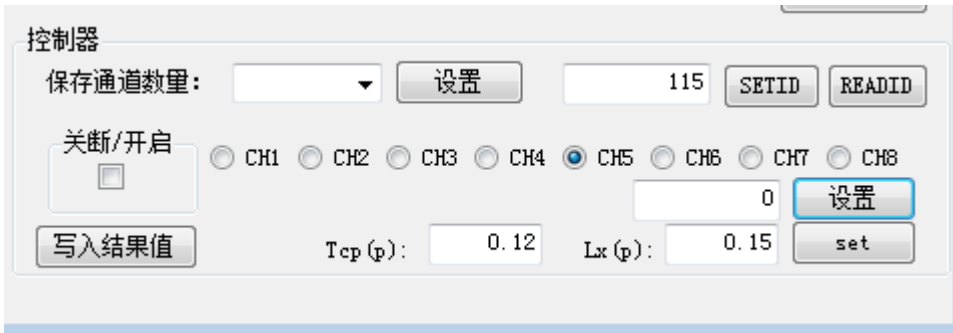 控制器
保存通道数量: 设置 115 SETID READID
关断/开启 CH1 CH2 CH3 CH4 CH5 CH6 CH7 CH8
0 设置
写入结果值 Tcp(p): 0.12 Lx(p): 0.15 set